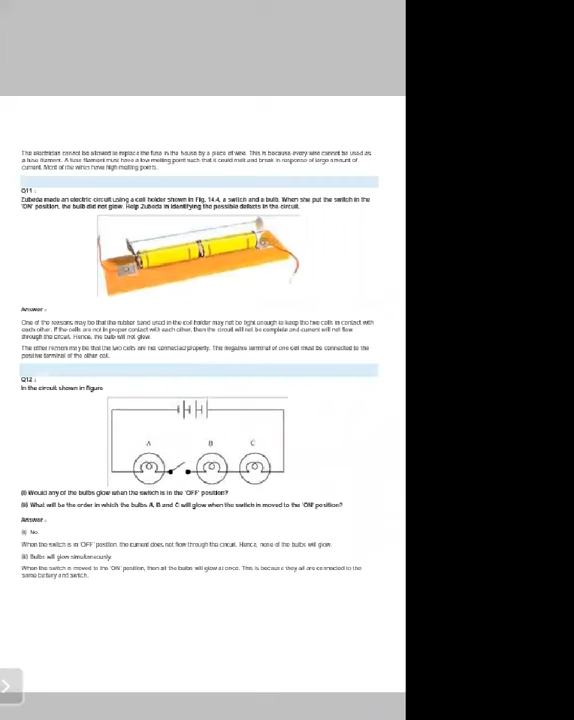 The electrician cannot be allowed to replace the fuse in the house by a piece of wire. This is because every wire cannot be used as
a fuse filament. A fuse filament must have a low melting point such that it could melt and break in response of large amount of
current. Most of the wires have high melting points.
Q11 :
Zubeda made an electric circuit using a cell holder shown in Fig. 14.4, a switch and a bulb. When she put the switch in the
'ON' position, the bulb did not glow. Help Zubeda in identifying the possible defects in the circuit.
Answer :
One of the reasons may be that the rubber band used in the coil holder may not be tight enough to keep the two cells in contact with
each other. If the cells are not in proper contact with each other, then the circuit will not be complete and current will not flow
through the circuit. Hence, the bulb will not glow.
The other reason may be that the two cells are not connected properly. The negative terminal of one cell must be connected to the
positive terminal of the other cell.
Q12 :
In the circuit shown in figure
A B C
(i) Would any of the bulbs glow when the switch is in the 'OFF' position?
(ii) What will be the order in which the bulbs A, B and C will glow when the switch is moved to the 'ON' position?
Answer :
(i) No.
When the switch is in 'OFF' position, the current does not flow through the circuit. Hence, none of the bulbs will glow.
(ii) Bulbs will glow simultaneously.
When the switch is moved to the 'ON' position, then all the bulbs will glow at once. This is because they all are connected to the
same battery and switch.